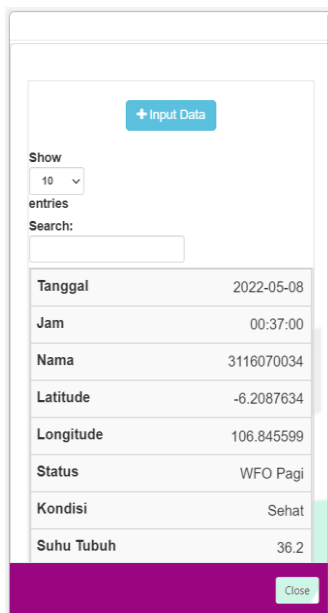 + Input Data
Show
10
entries
Search:
Tanggal 2022-05-08
Jam 00:37:00
Nama 3116070034
Latitude -6.2087634
Longitude 106.845599
Status WFO Pagi
Kondisi Sehat
Suhu Tubuh 36.2
Close